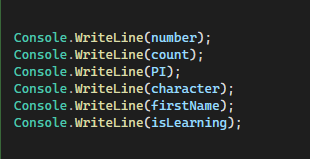 Console.WriteLine(number);
Console.WriteLine(count);
Console.WriteLine(PI);
Console.WriteLine(character);
Console.WriteLine(firstName);
Console.WriteLine(isLearning);